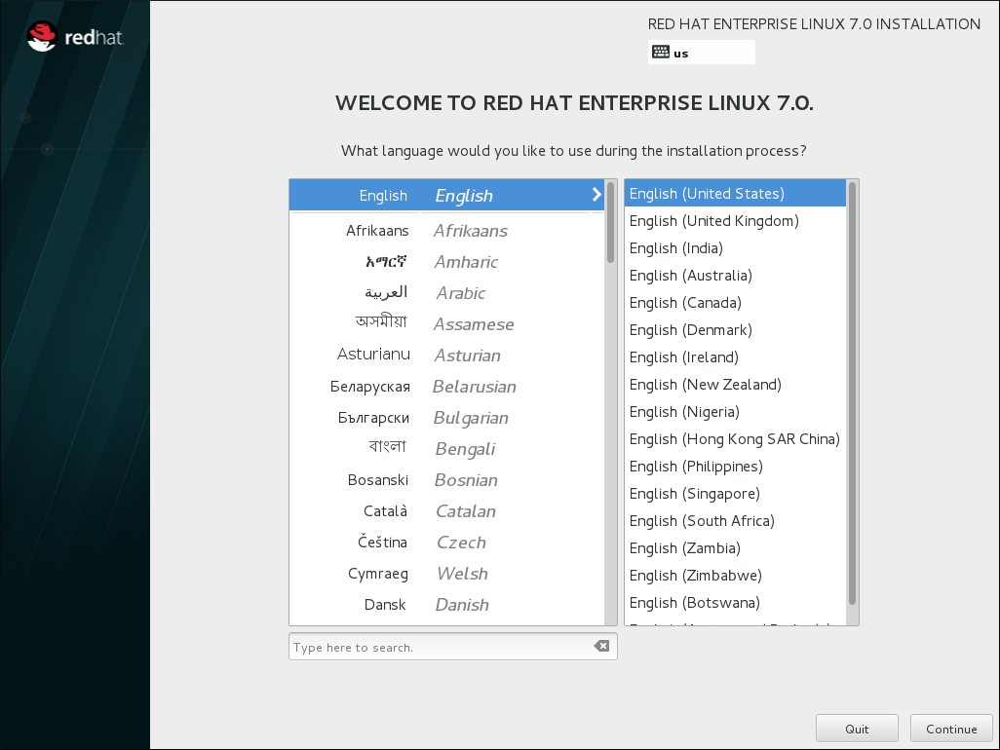 redhat.
RED HAT ENTERPRISE LINUX 7.0 INSTALLATION
us
WELCOME TO RED HAT ENTERPRISE LINUX 7.0.
What language would you like to use during the installation process?
English English
Afrikaans Afrikaans
አማርኛ Amharic
العربية Arabic
অসমীয়া Assamese
Asturianu Asturian
Беларуская Belarusian
Български Bulgarian
বাংলা Bengali
Bosanski Bosnian
Català Catalan
Čeština Czech
Cymraeg Welsh
Dansk Danish
Type here to search.
English (United States)
English (United Kingdom)
English (India)
English (Australia)
English (Canada)
English (Denmark)
English (Ireland)
English (New Zealand)
English (Nigeria)
English (Hong Kong SAR China)
English (Philippines)
English (Singapore)
English (South Africa)
English (Zambia)
English (Zimbabwe)
English (Botswana)
Quit Continue